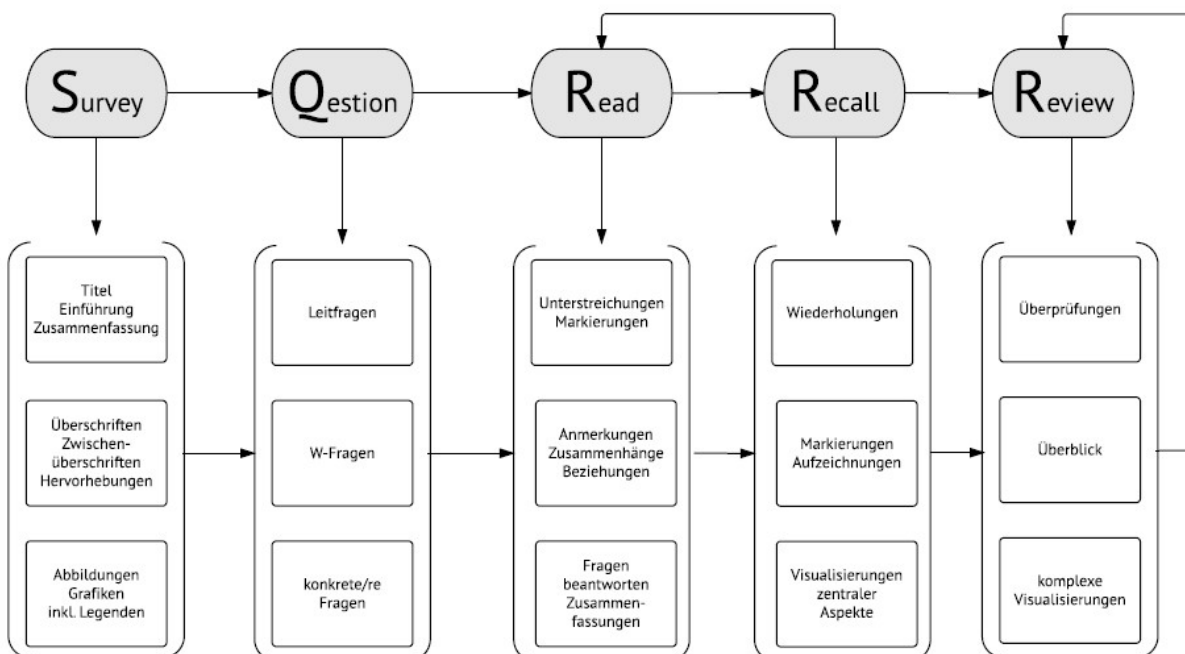 Survey
Qestion
Read
Recall
Review
Titel
Einführung
Zusammenfassung
Überschriften
Zwischen-
überschriften
Hervorhebungen
Abbildungen
Grafiken
inkl. Legenden
Leitfragen
W-Fragen
konkrete/re
Fragen
Unterstreichungen
Markierungen
Anmerkungen
Zusammenhänge
Beziehungen
Fragen
beantworten
Zusammen-
fassungen
Wiederholungen
Markierungen
Aufzeichnungen
Visualisierungen
zentraler
Aspekte
Überprüfungen
Überblick
komplexe
Visualisierungen